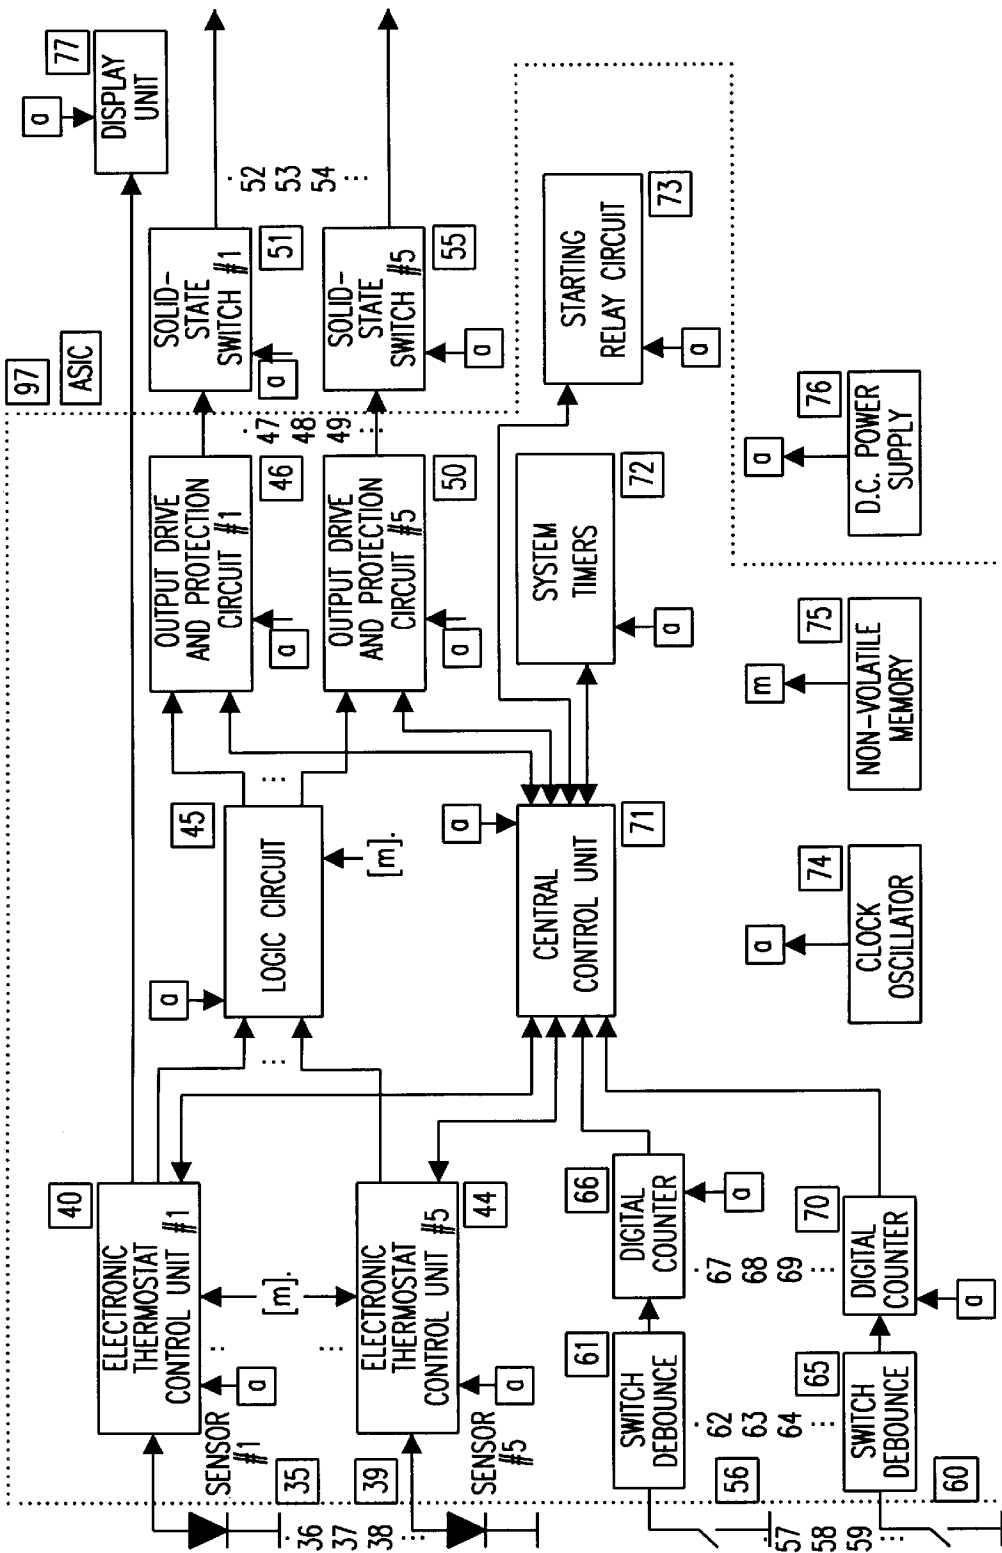 97
ASIC
a
77
DISPLAY
UNIT
40
ELECTRONIC
THERMOSTAT
CONTROL UNIT #1
a
SENSOR
#1
35
36
37
38
[m].
44
ELECTRONIC
THERMOSTAT
CONTROL UNIT #5
a
SENSOR
#5
39
a
45
LOGIC CIRCUIT
[m].
OUTPUT DRIVE
AND PROTECTION
CIRCUIT #1
46
a
47
48
49
OUTPUT DRIVE
AND PROTECTION
CIRCUIT #5
50
a
SOLID-
STATE
SWITCH #1
51
a
52
53
54
SOLID-
STATE
SWITCH #5
55
a
56
57
58
59
60
61
SWITCH
DEBOUNCE
62
63
64
65
SWITCH
DEBOUNCE
66
DIGITAL
COUNTER
a
67
68
69
70
DIGITAL
COUNTER
a
a
CENTRAL
CONTROL UNIT
71
SYSTEM
TIMERS
72
a
STARTING
RELAY CIRCUIT
73
a
a
74
CLOCK
OSCILLATOR
m
75
NON-VOLATILE
MEMORY
a
76
D.C. POWER
SUPPLY